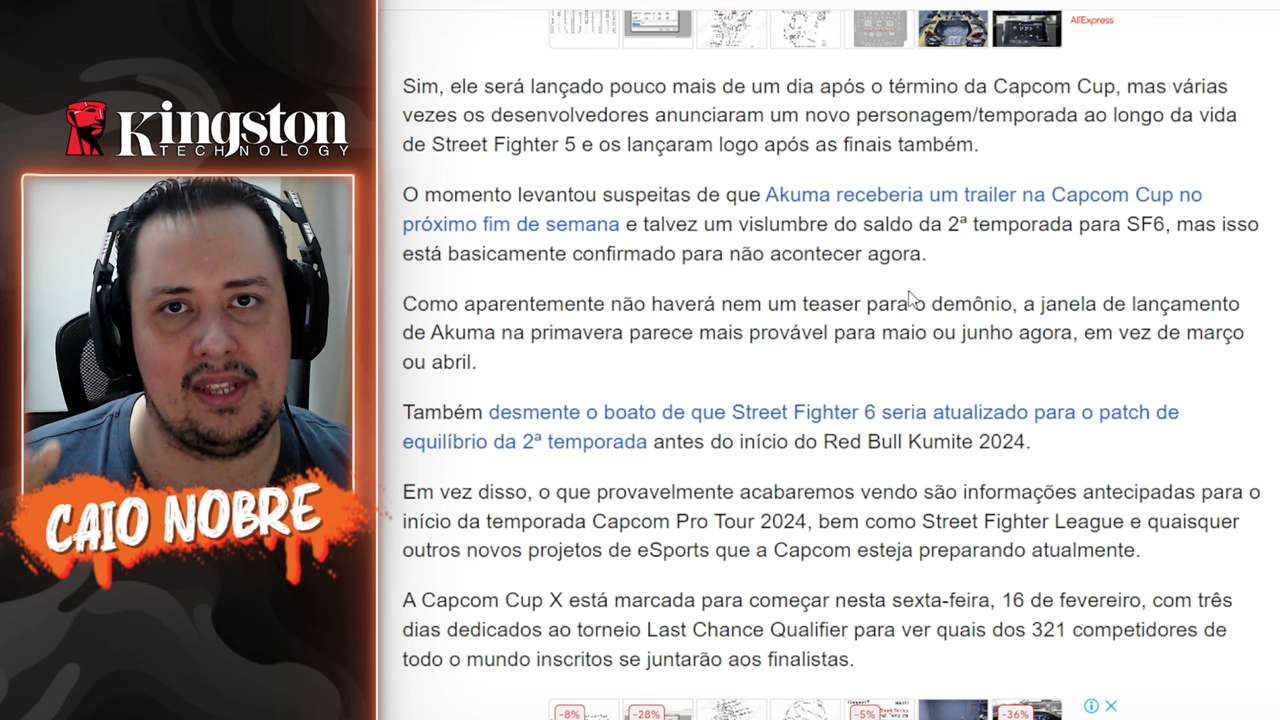 AliExpress
Kingston
TECHNOLOGY
CAIO NOBRE
Sim, ele será lançado pouco mais de um dia após o término da Capcom Cup, mas várias
vezes os desenvolvedores anunciaram um novo personagem/temporada ao longo da vida
de Street Fighter 5 e os lançaram logo após as finais também.
O momento levantou suspeitas de que Akuma receberia um trailer na Capcom Cup no
próximo fim de semana e talvez um vislumbre do saldo da 2ª temporada para SF6, mas isso
está basicamente confirmado para não acontecer agora.
Como aparentemente não haverá nem um teaser para o demônio, a janela de lançamento
de Akuma na primavera parece mais provável para maio ou junho agora, em vez de março
ou abril.
Também desmente o boato de que Street Fighter 6 seria atualizado para o patch de
equilíbrio da 2ª temporada antes do início do Red Bull Kumite 2024.
Em vez disso, o que provavelmente acabaremos vendo são informações antecipadas para o
início da temporada Capcom Pro Tour 2024, bem como Street Fighter League e quaisquer
outros novos projetos de eSports que a Capcom esteja preparando atualmente.
A Capcom Cup X está marcada para começar nesta sexta-feira, 16 de fevereiro, com três
dias dedicados ao torneio Last Chance Qualifier para ver quais dos 321 competidores de
todo o mundo inscritos se juntarão aos finalistas.
-8% -28% -5% -36%